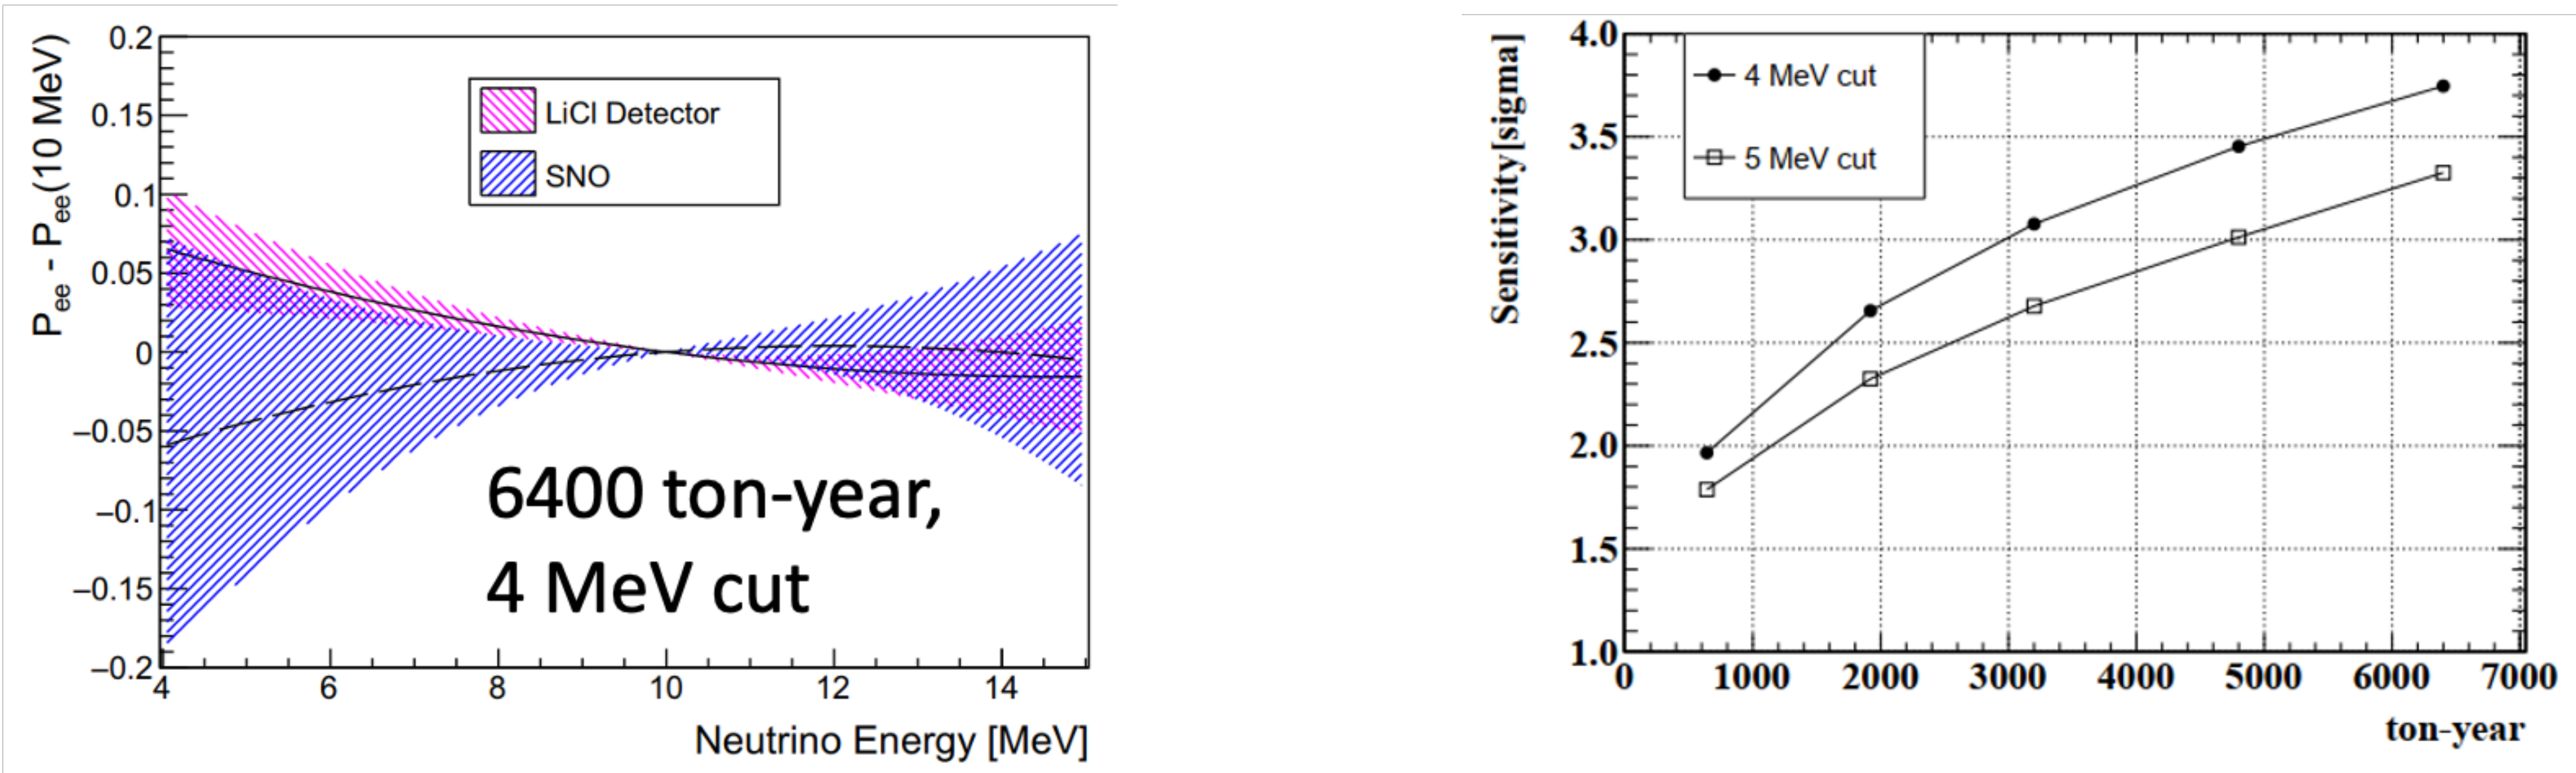 0.2
0.15
0.1
0.05
0
−0.05
−0.1
−0.15
−0.2
Pee - Pee(10 MeV)
LiCl Detector
SNO
6400 ton-year,
4 MeV cut
4 6 8 10 12 14
Neutrino Energy [MeV]
4.0
3.5
3.0
2.5
2.0
1.5
1.0
Sensitivity[sigma]
4 MeV cut
5 MeV cut
0 1000 2000 3000 4000 5000 6000 7000
ton-year